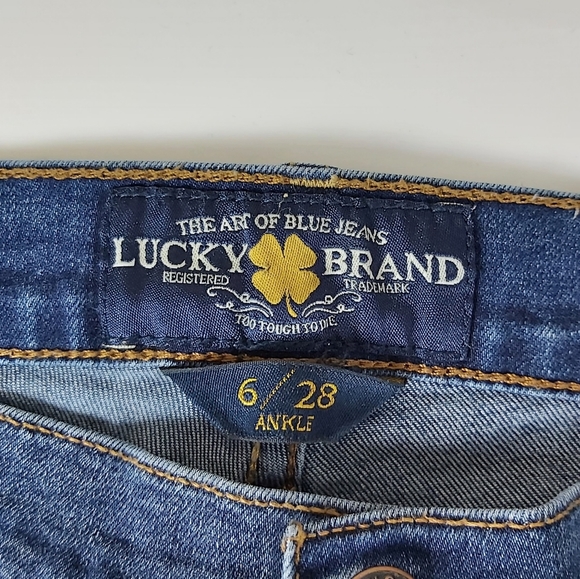 THE ART OF BLUE JEANS
LUCKY BRAND
REGISTERED TRADEMARK
TOO TOUGH TO DIE
6/28
ANKLE